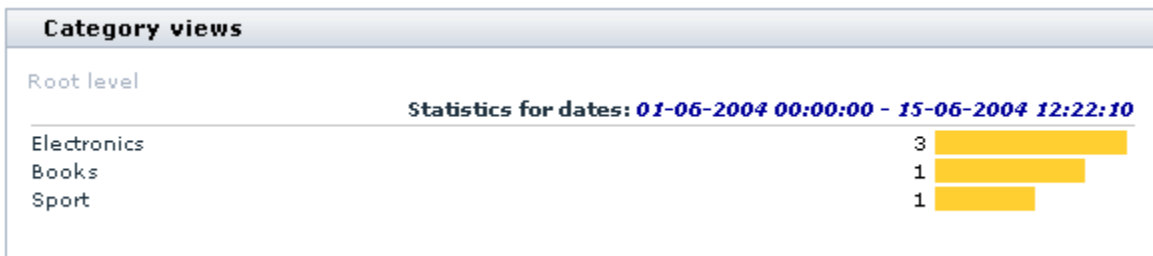 Category views
Root level
Statistics for dates: 01-06-2004 00:00:00 - 15-06-2004 12:22:10
Electronics 3
Books 1
Sport 1